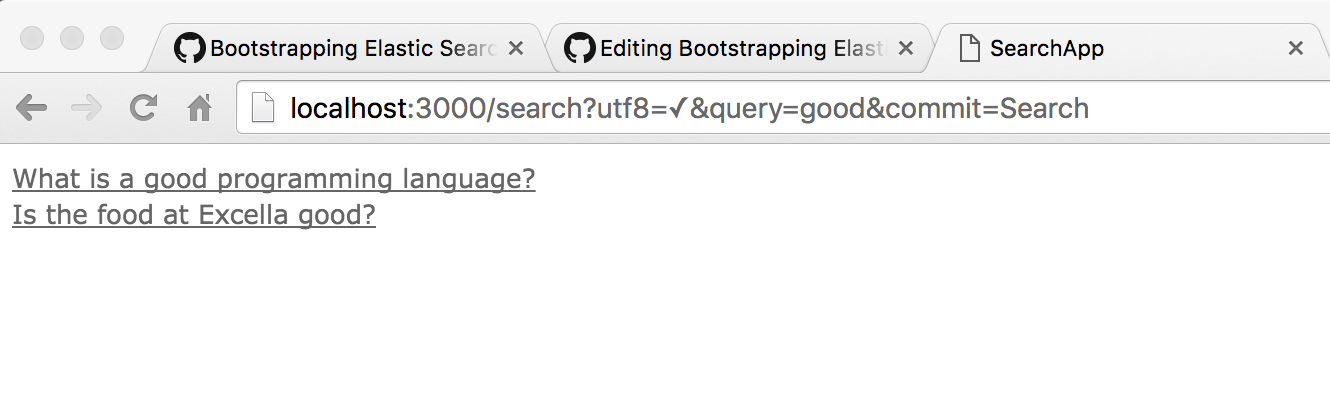 Bootstrapping Elastic Searc
Editing Bootstrapping Elast
SearchApp
localhost:3000/search?utf8=✓&query=good&commit=Search
What is a good programming language?
Is the food at Excella good?